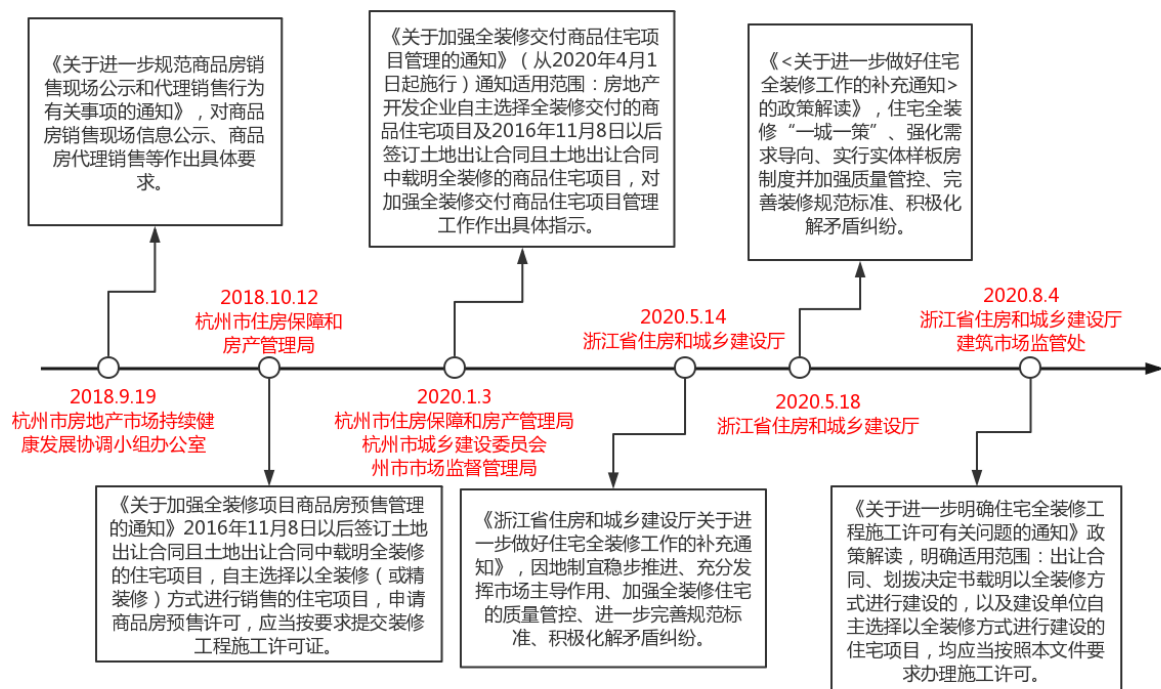 《关于进一步规范商品房销
售现场公示和代理销售行为
有关事项的通知》，对商品
房销售现场信息公示、商品
房代理销售等作出具体要
求。
《关于加强全装修交付商品住宅项
目管理的通知》（从2020年4月1
日起施行）通知适用范围：房地产
开发企业自主选择全装修交付的商
品住宅项目及2016年11月8日以后
签订土地出让合同且土地出让合同
中载明全装修的商品住宅项目，对
加强全装修交付商品住宅项目管理
工作作出具体指示。
《<关于进一步做好住宅
全装修工作的补充通知>
的政策解读》，住宅全装
修“一城一策”、强化需
求导向、实行实体样板房
制度并加强质量管控、完
善装修规范标准、积极化
解矛盾纠纷。
2018.10.12
杭州市住房保障和
房产管理局
2020.5.14
浙江省住房和城乡建设厅
2020.8.4
浙江省住房和城乡建设厅
建筑市场监管处
2018.9.19
杭州市房地产市场持续健
康发展协调小组办公室
2020.1.3
杭州市住房保障和房产管理局
杭州市城乡建设委员会
州市市场监督管理局
2020.5.18
浙江省住房和城乡建设厅
《关于加强全装修项目商品房预售管理
的通知》2016年11月8日以后签订土地
出让合同且土地出让合同中载明全装修
的住宅项目，自主选择以全装修（或精
装修）方式进行销售的住宅项目，申请
商品房预售许可，应当按要求提交装修
工程施工许可证。
《浙江省住房和城乡建设厅关于进
一步做好住宅全装修工作的补充通
知》，因地制宜稳步推进、充分发
挥市场主导作用、加强全装修住宅
的质量管控、进一步完善规范标
准、积极化解矛盾纠纷。
《关于进一步明确住宅全装修工
程施工许可有关问题的通知》政
策解读，明确适用范围：出让合
同、划拨决定书载明以全装修方
式进行建设的，以及建设单位自
主选择以全装修方式进行建设的
住宅项目，均应当按照本文件要
求办理施工许可。